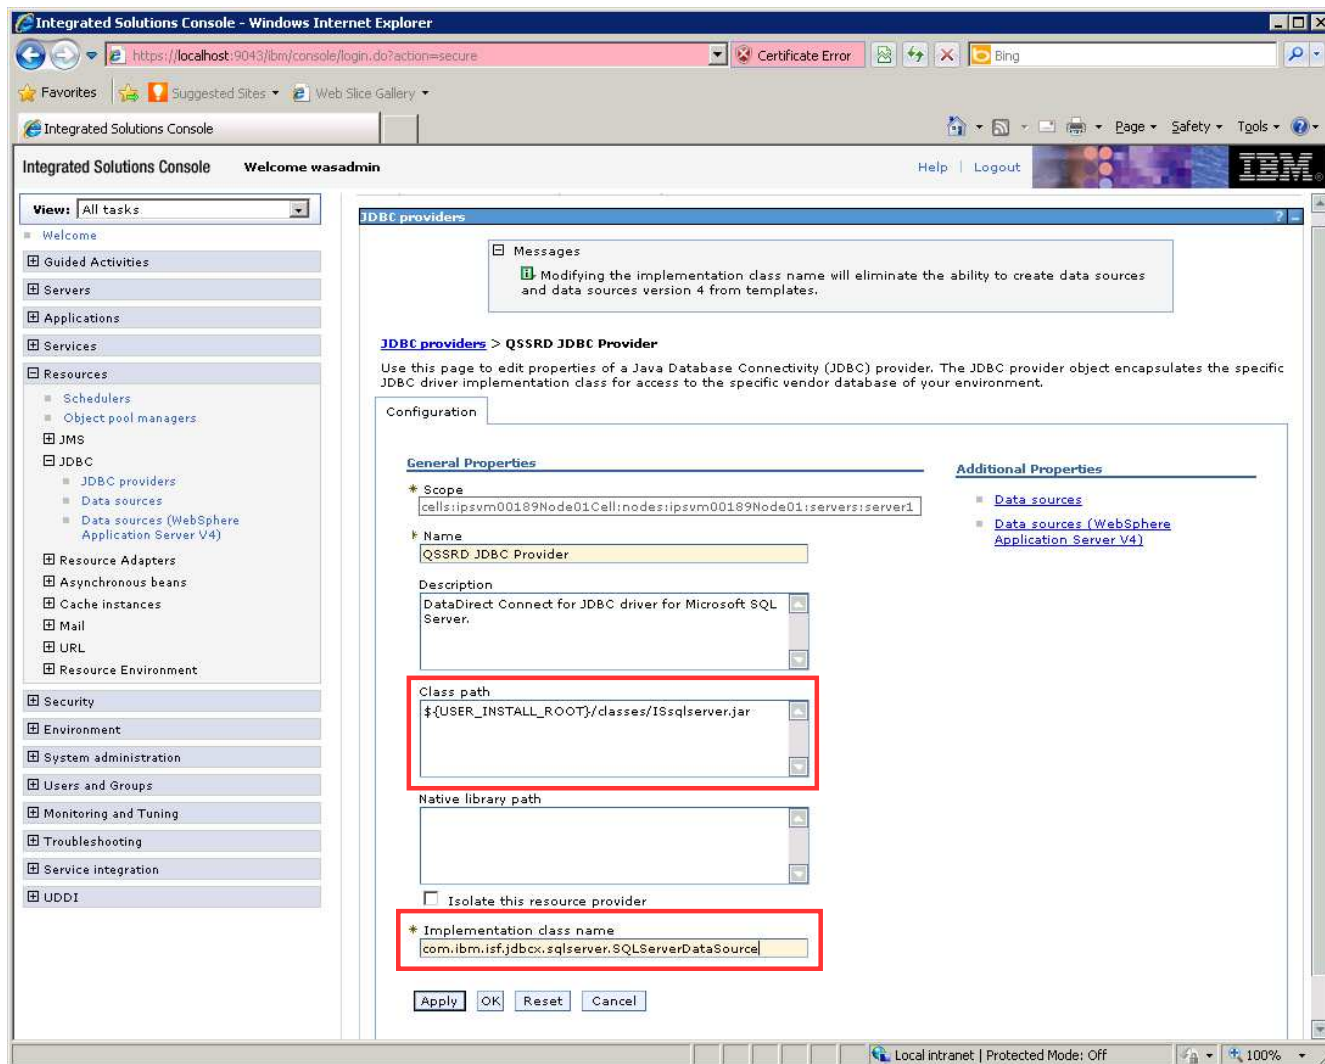 Integrated Solutions Console - Windows Internet Explorer
https://localhost:9043/ibm/console/login.do?action=secure
Certificate Error
Bing
Favorites
Suggested Sites
Web Slice Gallery
Integrated Solutions Console
Page
Safety
Tools
Integrated Solutions Console
Welcome wasadmin
Help | Logout
IBM
View: All tasks
Welcome
Guided Activities
Servers
Applications
Services
Resources
Schedulers
Object pool managers
JMS
JDBC
JDBC providers
Data sources
Data sources (WebSphere
Application Server V4)
Resource Adapters
Asynchronous beans
Cache instances
Mail
URL
Resource Environment
Security
Environment
System administration
Users and Groups
Monitoring and Tuning
Troubleshooting
Service integration
UDDI
JDBC providers
? -
Messages
Modifying the implementation class name will eliminate the ability to create data sources
and data sources version 4 from templates.
JDBC providers > QSSRD JDBC Provider
Use this page to edit properties of a Java Database Connectivity (JDBC) provider. The JDBC provider object encapsulates the specific
JDBC driver implementation class for access to the specific vendor database of your environment.
Configuration
General Properties
* Scope
cells:ipsvm00189Node01Cell:nodes:ipsvm00189Node01:servers:server1
* Name
QSSRD JDBC Provider
Description
DataDirect Connect for JDBC driver for Microsoft SQL
Server.
Class path
${USER_INSTALL_ROOT}/classes/ISsqlserver.jar
Native library path
Isolate this resource provider
* Implementation class name
com.ibm.isf.jdbcx.sqlserver.SQLServerDataSource
Apply
OK
Reset
Cancel
Additional Properties
Data sources
Data sources (WebSphere
Application Server V4)
Local intranet | Protected Mode: Off
100%